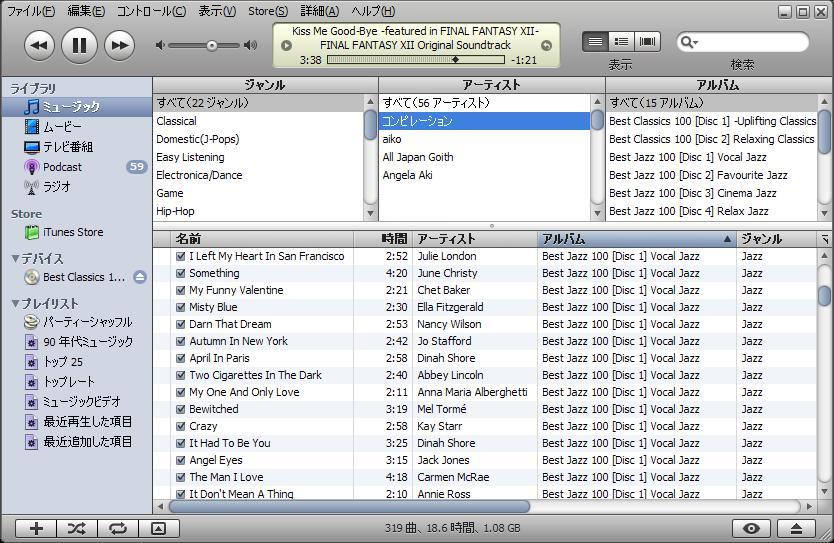 ファイル(F) 編集(E) コントロール(C) 表示(V) Store(S) 詳細(A) ヘルプ(H)
Kiss Me Good-Bye -featured in FINAL FANTASY XII-
FINAL FANTASY XII Original Soundtrack
3:38 -1:21
表示 検索
ライブラリ
ミュージック
ムービー
テレビ番組
Podcast 59
ラジオ
Store
iTunes Store
デバイス
Best Classics 1...
プレイリスト
パーティーシャッフル
90 年代ミュージック
トップ 25
トップレート
ミュージックビデオ
最近再生した項目
最近追加した項目
ジャンル アーティスト アルバム
すべて(22 ジャンル) すべて(56 アーティスト) すべて(15 アルバム)
Classical コンピレーション Best Classics 100 [Disc 1] -Uplifting Classics
Domestic(J-Pops) aiko Best Classics 100 [Disc 2] Relaxing Classics
Easy Listening All Japan Goith Best Jazz 100 [Disc 1] Vocal Jazz
Electronica/Dance Angela Aki Best Jazz 100 [Disc 2] Favourite Jazz
Game Best Jazz 100 [Disc 3] Cinema Jazz
Hip-Hop Best Jazz 100 [Disc 4] Relax Jazz
名前 時間 アーティスト アルバム ジャンル
I Left My Heart In San Francisco 2:52 Julie London Best Jazz 100 [Disc 1] Vocal Jazz Jazz
Something 4:20 June Christy Best Jazz 100 [Disc 1] Vocal Jazz Jazz
My Funny Valentine 2:21 Chet Baker Best Jazz 100 [Disc 1] Vocal Jazz Jazz
Misty Blue 2:30 Ella Fitzgerald Best Jazz 100 [Disc 1] Vocal Jazz Jazz
Darn That Dream 2:53 Nancy Wilson Best Jazz 100 [Disc 1] Vocal Jazz Jazz
Autumn In New York 2:42 Jo Stafford Best Jazz 100 [Disc 1] Vocal Jazz Jazz
April In Paris 2:58 Dinah Shore Best Jazz 100 [Disc 1] Vocal Jazz Jazz
Two Cigarettes In The Dark 2:40 Abbey Lincoln Best Jazz 100 [Disc 1] Vocal Jazz Jazz
My One And Only Love 2:11 Anna Maria Alberghetti Best Jazz 100 [Disc 1] Vocal Jazz Jazz
Bewitched 3:19 Mel Tormé Best Jazz 100 [Disc 1] Vocal Jazz Jazz
Crazy 2:58 Kay Starr Best Jazz 100 [Disc 1] Vocal Jazz Jazz
It Had To Be You 3:25 Dinah Shore Best Jazz 100 [Disc 1] Vocal Jazz Jazz
Angel Eyes 3:15 Jack Jones Best Jazz 100 [Disc 1] Vocal Jazz Jazz
The Man I Love 4:18 Carmen McRae Best Jazz 100 [Disc 1] Vocal Jazz Jazz
It Don't Mean A Thing 2:10 Annie Ross Best Jazz 100 [Disc 1] Vocal Jazz Jazz
319 曲、18.6 時間、1.08 GB